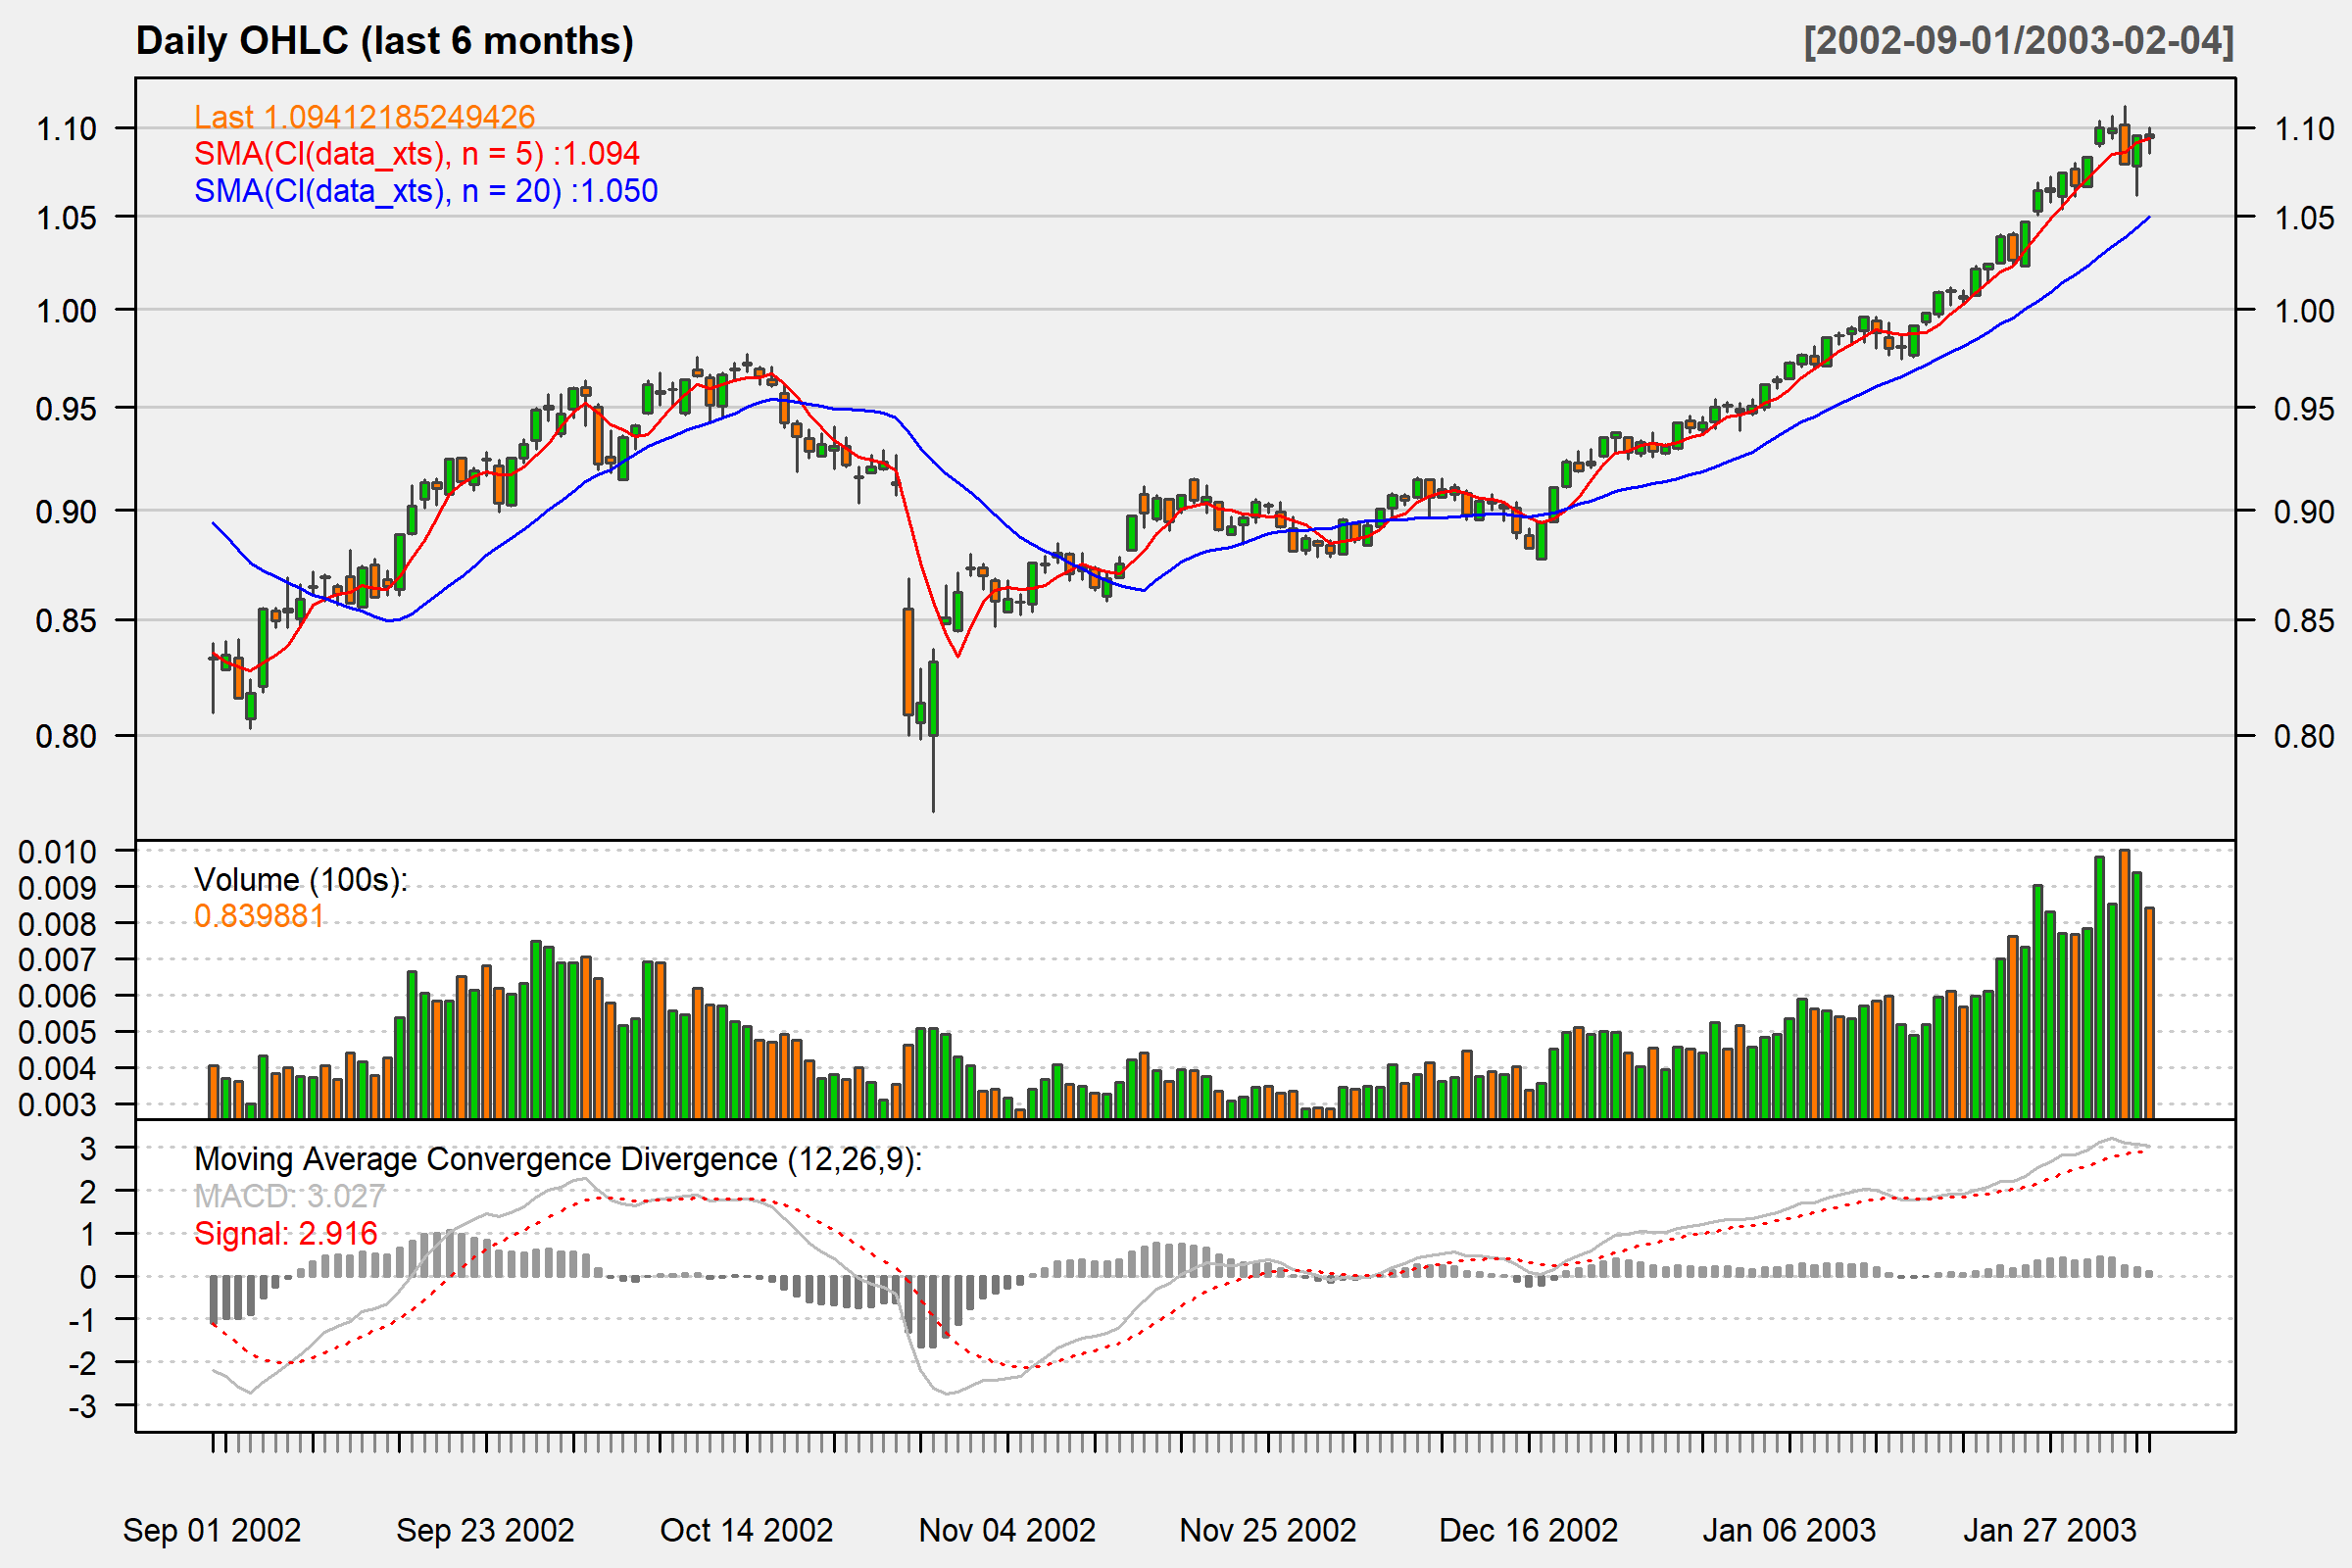 Daily OHLC (last 6 months) [2002-09-01/2003-02-04]
Last 1.09412185249426
SMA(Cl(data_xts), n = 5) :1.094
SMA(Cl(data_xts), n = 20) :1.050
1.10 1.10
1.05 1.05
1.00 1.00
0.95 0.95
0.90 0.90
0.85 0.85
0.80 0.80
Volume (100s):
0.839881
0.010
0.009
0.008
0.007
0.006
0.005
0.004
0.003
Moving Average Convergence Divergence (12,26,9):
MACD: 3.027
Signal: 2.916
3
2
1
0
-1
-2
-3
Sep 01 2002 Sep 23 2002 Oct 14 2002 Nov 04 2002 Nov 25 2002 Dec 16 2002 Jan 06 2003 Jan 27 2003